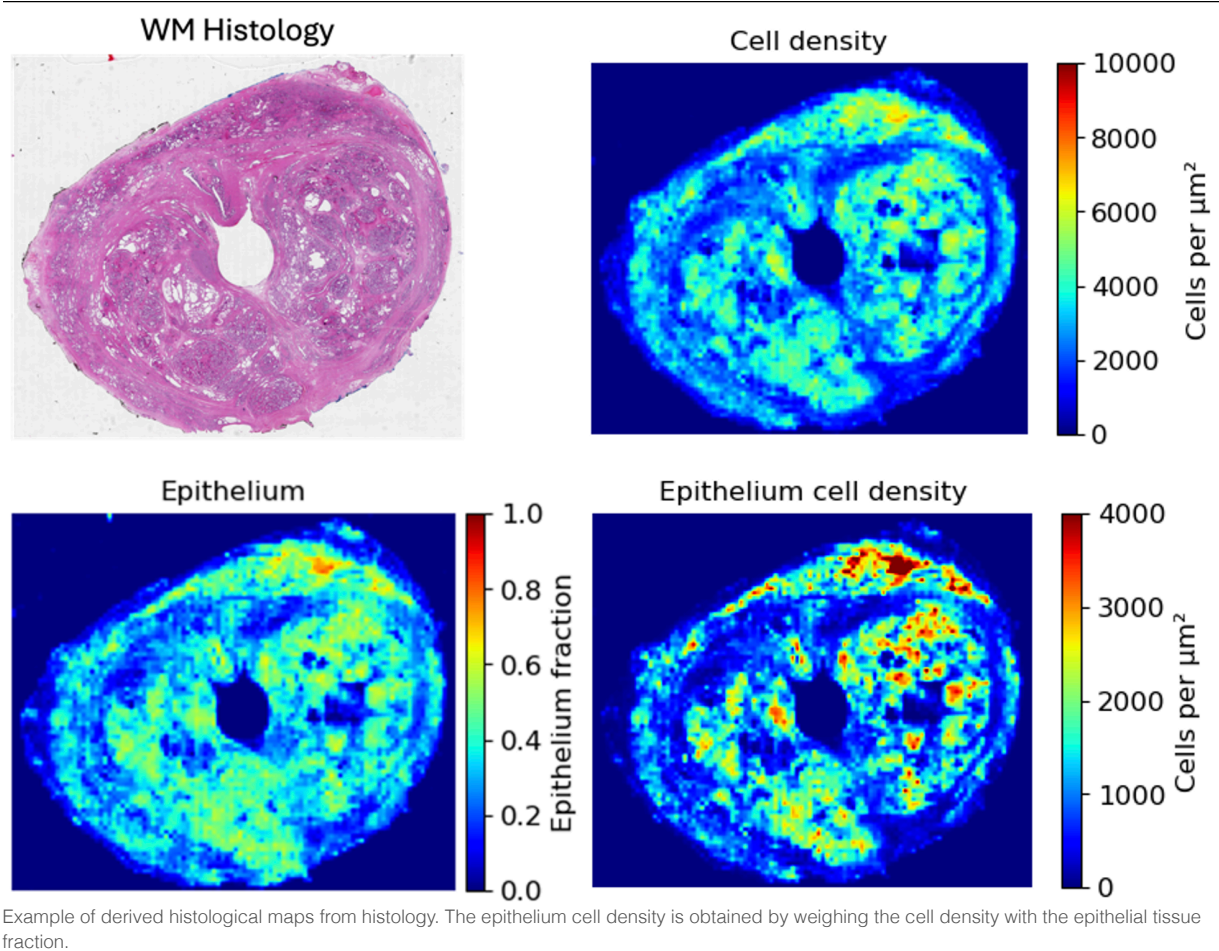 WM Histology
Cell density
10000
8000
6000
4000
2000
0
Cells per µm²
Epithelium
1.0
0.8
0.6
0.4
0.2
0.0
Epithelium fraction
Epithelium cell density
4000
3000
2000
1000
0
Cells per µm²
Example of derived histological maps from histology. The epithelium cell density is obtained by weighing the cell density with the epithelial tissue
fraction.